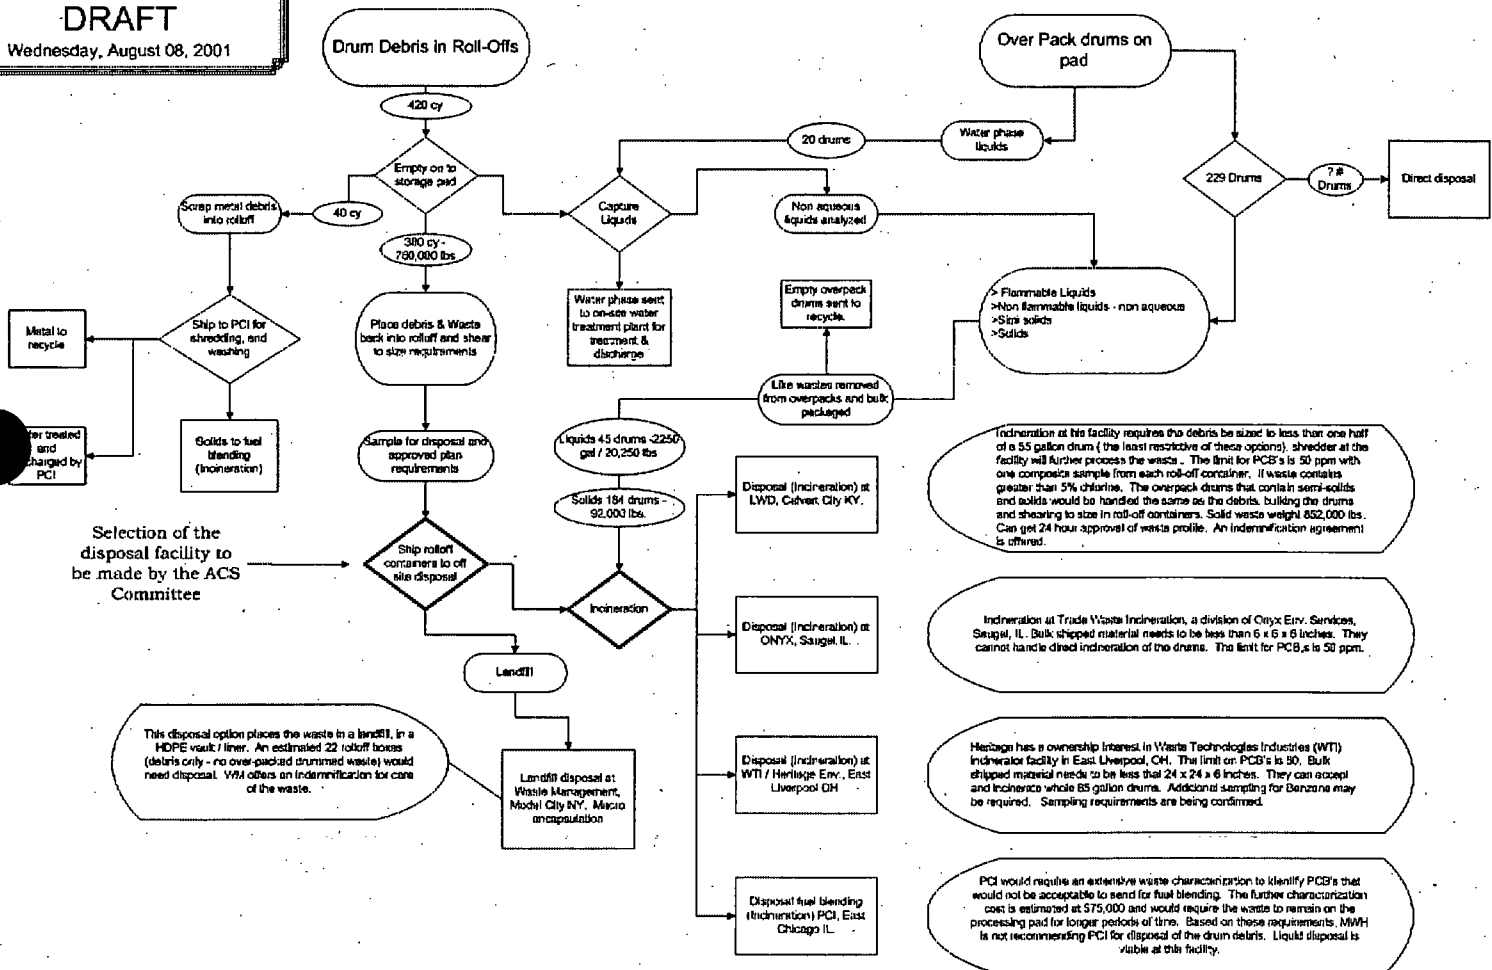 DRAFT
Wednesday, August 08, 2001
Drum Debris in Roll-Offs
Over Pack drums on
pad
420 cy
20 drums
Water phase
liquids
Empty on to
storage pad
229 Drums
? #
Drums
Direct disposal
Scrap metal debris
into rolloff
40 cy
Capture
Liquids
Non aqueous
liquids analyzed
380 cy -
760,000 lbs
Empty overpack
drums sent to
recycle.
> Flammable Liquids
>Non flammable liquids - non aqueous
>Simi solids
>Solids
Water phase sent
to on-site water
treatment plant for
treatment &
discharge
Metal to
recycle
Ship to PCI for
shredding, and
washing
Place debris & Waste
back into rolloff and shear
to size requirements
Like wastes removed
from overpacks and bulk
packaged
treated
and
PCI
Solids to fuel
blending
(Incineration)
Sample for disposal and
approved plan
requirements
Liquids 45 drums -2250
gal / 20,250 lbs
Solids 184 drums -
92,000 lbs.
Disposal (Incineration) at
LWD, Calvert City KY.
Incineration at his facility requires the debris be sized to less than one half
of a 55 gallon drum ( the least restrictive of these options). shredder at the
facility will further process the waste . The limit for PCB's is 50 ppm with
one composite sample from each roll-off container. If waste contains
greater than 5% chlorine. The overpack drums that contain semi-solids
and solids would be handled the same as the debris, bulking the drums
and shearing to size in roll-off containers. Solid waste weight 852,000 lbs.
Can get 24 hour approval of waste profile. An indemnification agreement
is offered.
Selection of the
disposal facility to
be made by the ACS
Committee
Ship rolloff
containers to off
site disposal
Incineration
Disposal (Incineration) at
ONYX, Sauget, IL.
Incineration at Trade Waste Incineration, a division of Onyx Env. Services,
Sauget, IL. Bulk shipped material needs to be less than 6 x 6 x 6 inches. They
cannot handle direct incineration of the drums. The limit for PCB,s is 50 ppm.
Landfill
This disposal option places the waste in a landfill, in a
HDPE vault / liner. An estimated 22 rolloff boxes
(debris only - no over-packed drummed waste) would
need disposal. WM offers an indemnification for care
of the waste.
Landfill disposal at
Waste Management,
Model City NY, Macro
encapsulation
Disposal (Incineration) at
WTI / Heritage Env., East
Liverpool OH
Heritage has a ownership interest in Waste Technologies Industries (WTI)
incinerator facility in East Liverpool, OH. The limit on PCB's is 50. Bulk
shipped material needs to be less that 24 x 24 x 6 inches. They can accept
and incinerate whole 85 gallon drums. Addcional sampling for Benzene may
be required. Sampling requirements are being confirmed.
Disposal fuel blending
(Incineration) PCI, East
Chicago IL.
PCI would require an extensive waste characterization to identify PCB's that
would not be acceptable to send for fuel blending. The further characterization
cost is estimated at $75,000 and would require the waste to remain on the
processing pad for longer periods of time. Based on these requirements, MWH
is not recommending PCI for disposal of the drum debris. Liquid disposal is
viable at this facility.